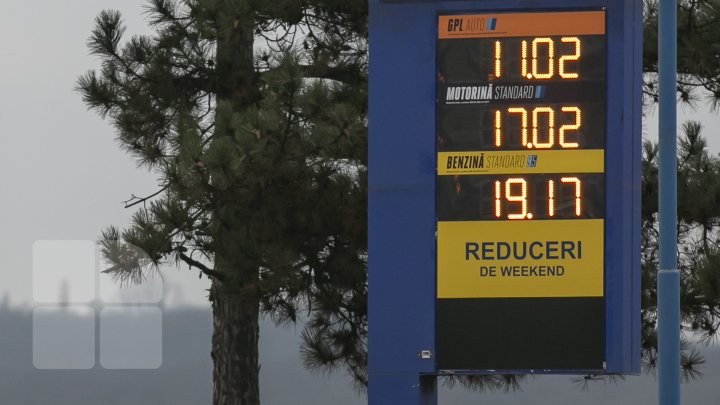 GPL AUTO
11.02
MOTORINĂ STANDARD
17.02
BENZINĂ STANDARD 95
19.17
REDUCERI
DE WEEKEND